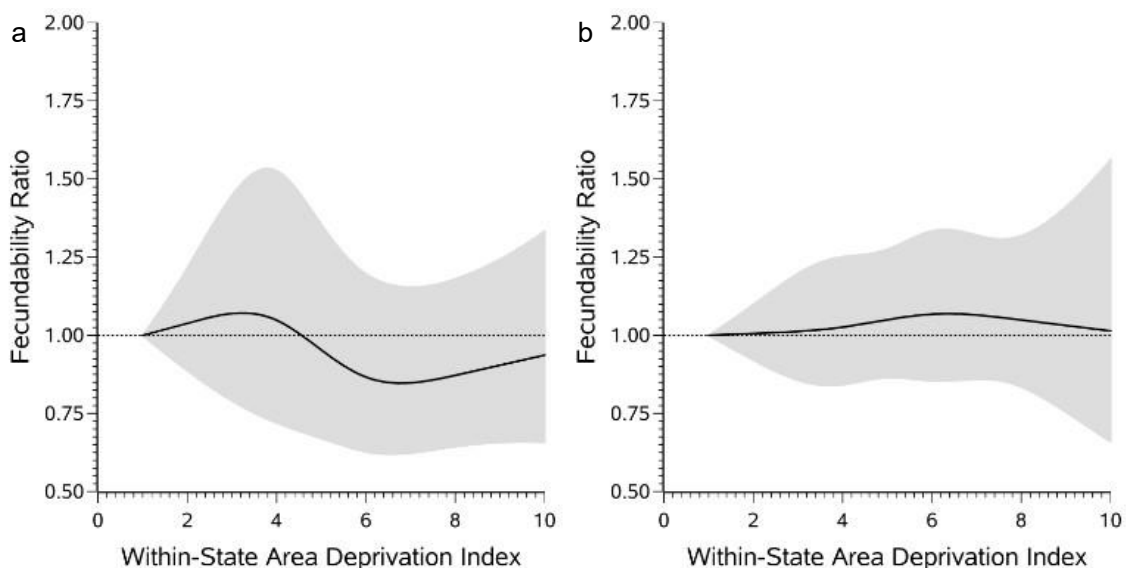 a
Fecundability Ratio
2.00
1.75
1.50
1.25
1.00
0.75
0.50
0 2 4 6 8 10
Within-State Area Deprivation Index
b
Fecundability Ratio
2.00
1.75
1.50
1.25
1.00
0.75
0.50
0 2 4 6 8 10
Within-State Area Deprivation Index